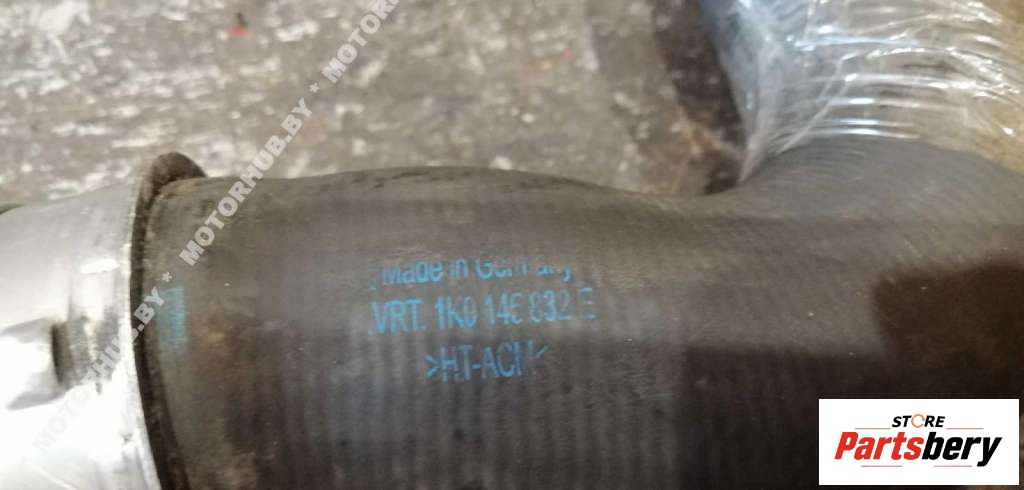 MOTORHUB.BY * MOTORHUB.BY * MOTOR
Made in Germany
VRT. 1K0 145 832 E
>HT-ACM<
STORE
Partsbery